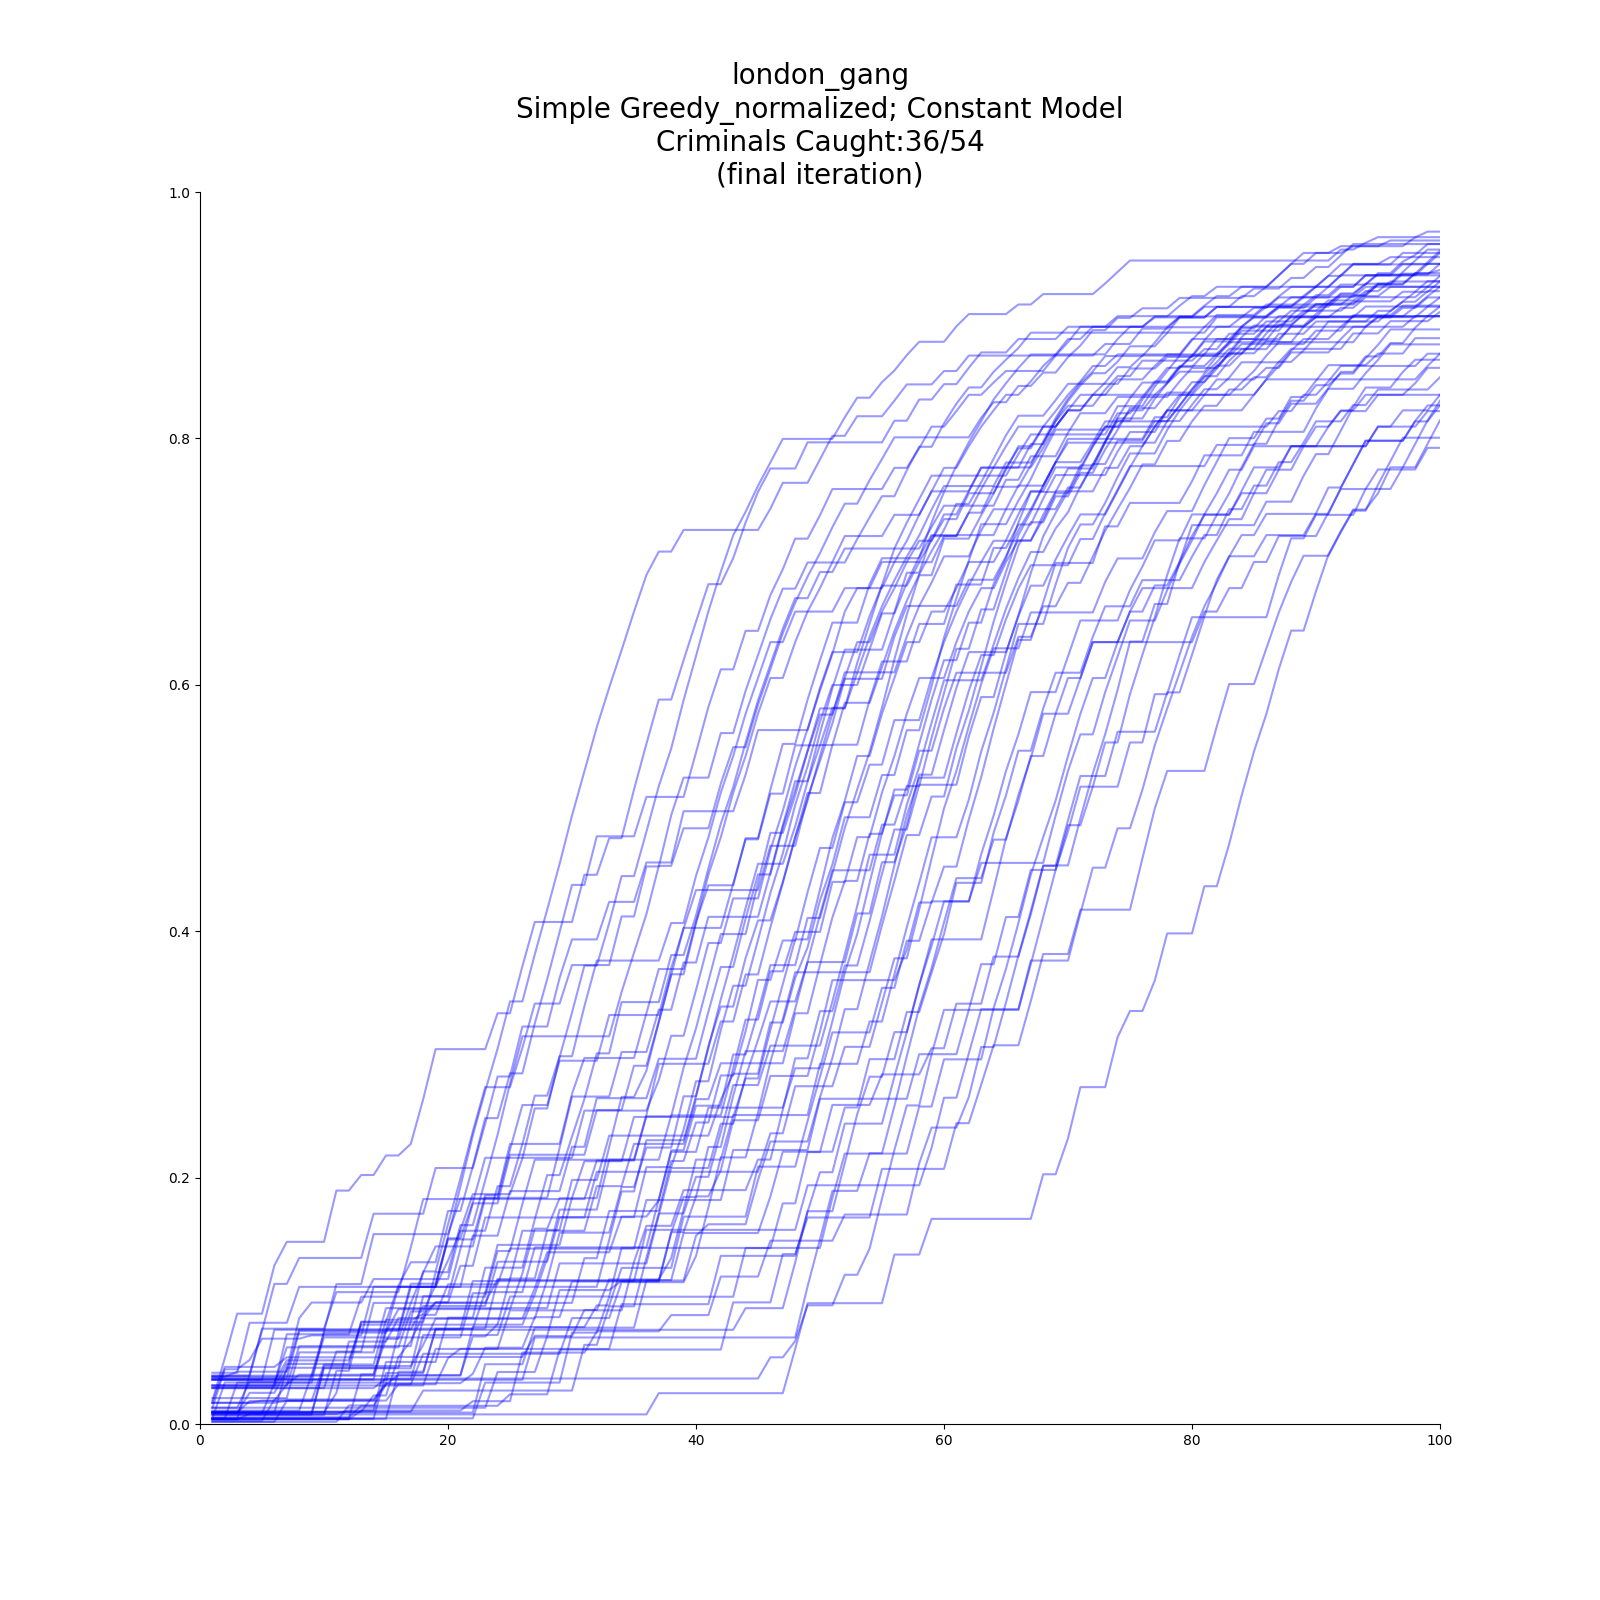 london_gang
Simple Greedy_normalized; Constant Model
Criminals Caught:36/54
(final iteration)
1.0
0.8
0.6
0.4
0.2
0.0
0 20 40 60 80 100